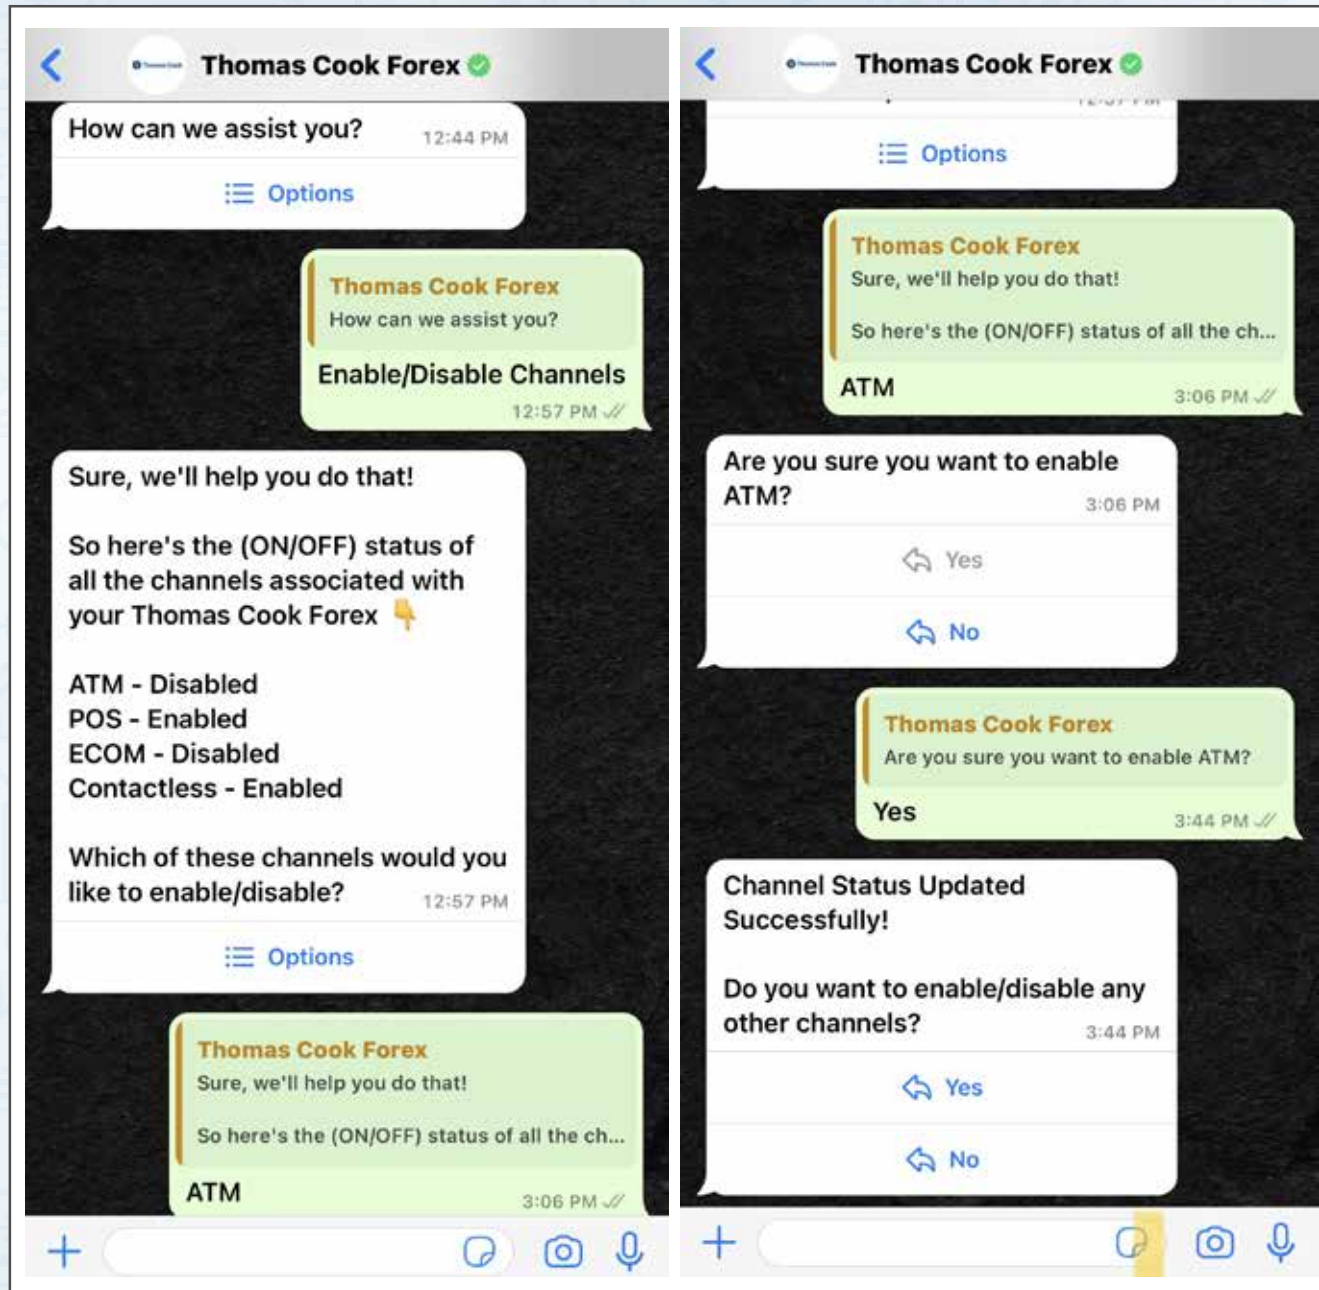 Thomas Cook Forex
How can we assist you?
12:44 PM
Options
Thomas Cook Forex
How can we assist you?
Enable/Disable Channels
12:57 PM
Sure, we'll help you do that!
So here's the (ON/OFF) status of
all the channels associated with
your Thomas Cook Forex 👇
ATM - Disabled
POS - Enabled
ECOM - Disabled
Contactless - Enabled
Which of these channels would you
like to enable/disable?
12:57 PM
Options
Thomas Cook Forex
Sure, we'll help you do that!
So here's the (ON/OFF) status of all the ch...
ATM
3:06 PM
Thomas Cook Forex
12:57 PM
Options
Thomas Cook Forex
Sure, we'll help you do that!
So here's the (ON/OFF) status of all the ch...
ATM
3:06 PM
Are you sure you want to enable
ATM?
3:06 PM
Yes
No
Thomas Cook Forex
Are you sure you want to enable ATM?
Yes
3:44 PM
Channel Status Updated
Successfully!
Do you want to enable/disable any
other channels?
3:44 PM
Yes
No